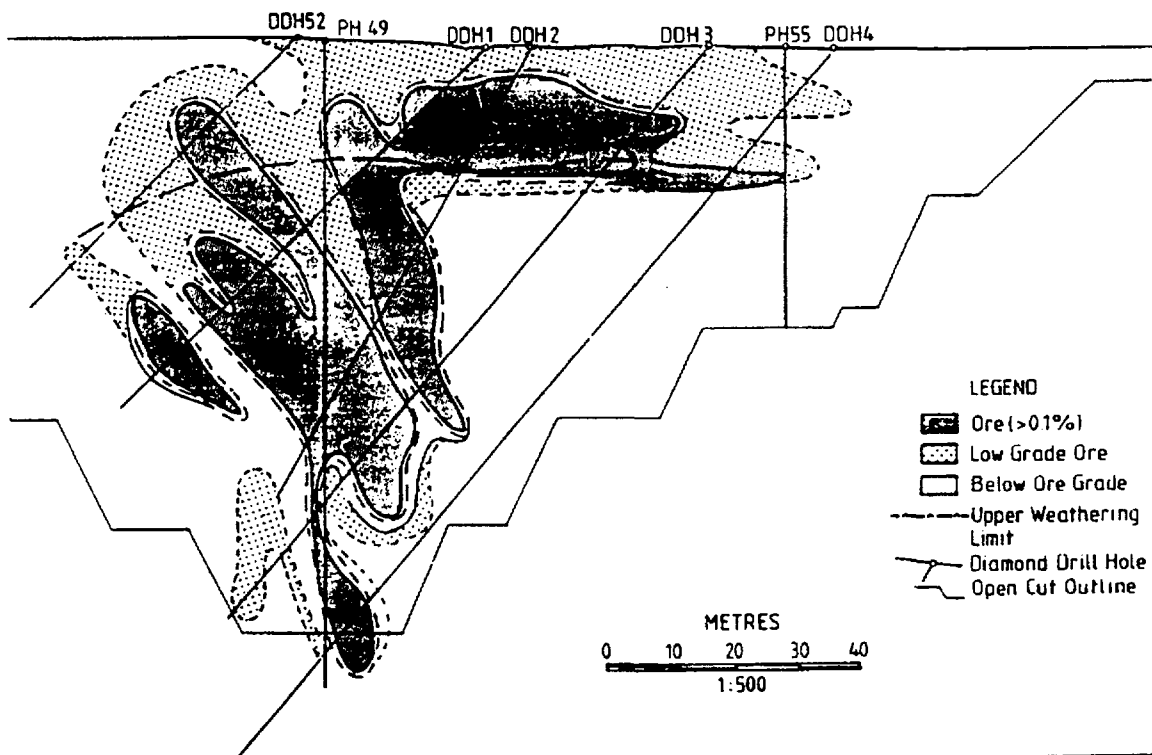 DDH52
PH 49
DDH1
DDH2
DDH3
PH55
DDH4
LEGEND
Ore (>0.1%)
Low Grade Ore
Below Ore Grade
Upper Weathering
Limit
Diamond Drill Hole
Open Cut Outline
METRES
0 10 20 30 40
1:500